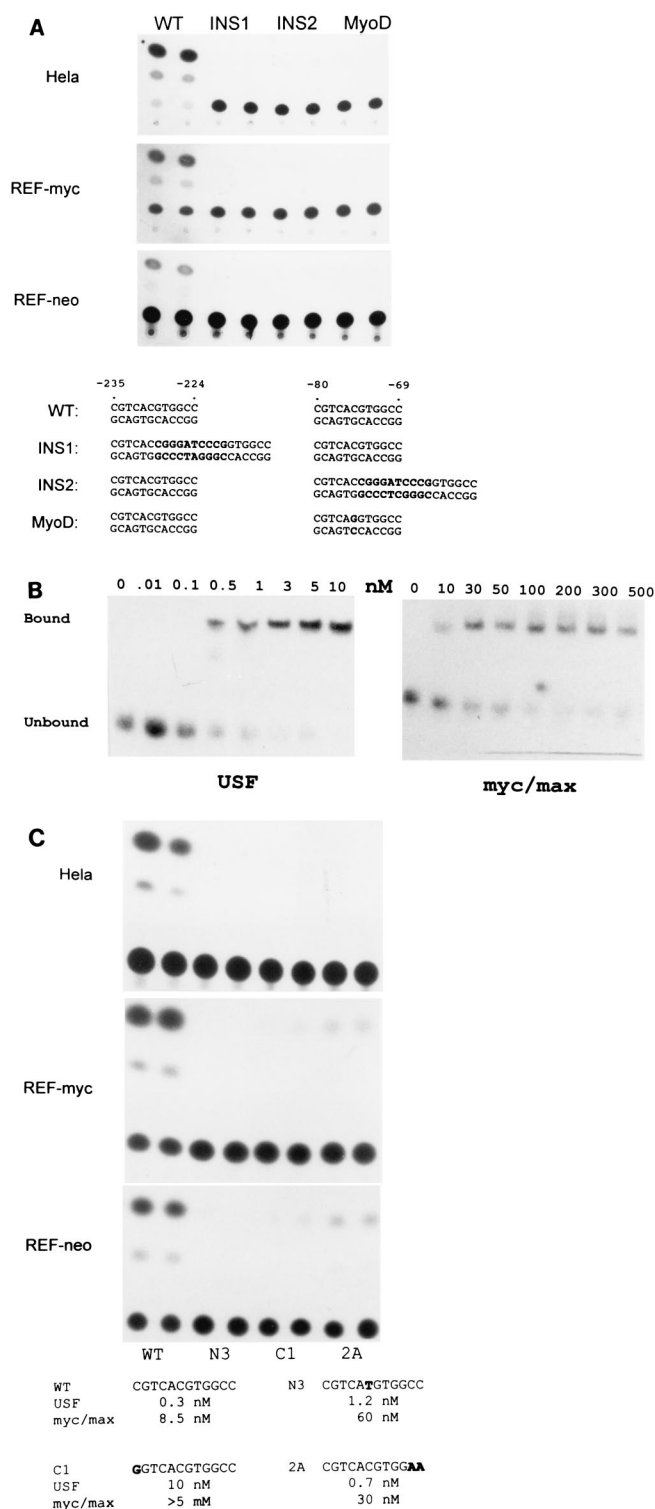 A
WT INS1 INS2 MyoD
Hela
REF-myc
REF-neo
-235 -224 -80 -69
WT: CGTCACGTGGCC CGTCACGTGGCC
GCAGTGCACCGG GCAGTGCACCGG
INS1: CGTCACCGGGATCCCGGTGGCC CGTCACGTGGCC
GCAGTGGCCCTAGGGCCACCGG GCAGTGCACCGG
INS2: CGTCACGTGGCC CGTCACCGGGATCCCGGTGGCC
GCAGTGCACCGG GCAGTGGCCCTCGGGCCACCGG
MyoD: CGTCACGTGGCC CGTCAGGTGGCC
GCAGTGCACCGG GCAGTCCACCGG
B
0 .01 0.1 0.5 1 3 5 10 nM 0 10 30 50 100 200 300 500
Bound
Unbound
USF myc/max
C
Hela
REF-myc
REF-neo
WT N3 C1 2A
WT CGTCACGTGGCC N3 CGTCATGTGGCC
USF 0.3 nM 1.2 nM
myc/max 8.5 nM 60 nM
C1 GGTCACGTGGCC 2A CGTCACGTGGAA
USF 10 nM 0.7 nM
myc/max >5 mM 30 nM